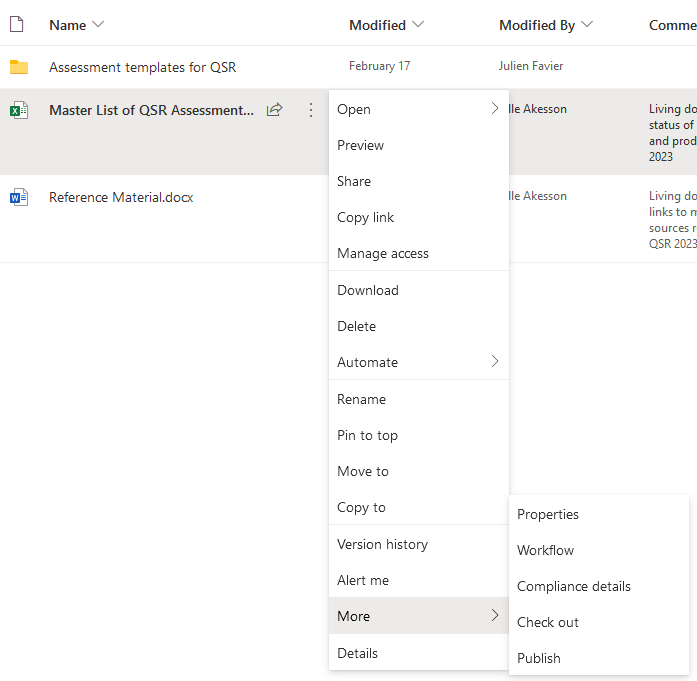 Name Modified Modified By Comme
Assessment templates for QSR February 17 Julien Favier
Master List of QSR Assessment... lle Akesson Living do
status of
and prod
2023
Reference Material.docx lle Akesson Living do
links to m
sources r
QSR 2023
Open
Preview
Share
Copy link
Manage access
Download
Delete
Automate
Rename
Pin to top
Move to
Copy to
Version history
Alert me
More
Details
Properties
Workflow
Compliance details
Check out
Publish